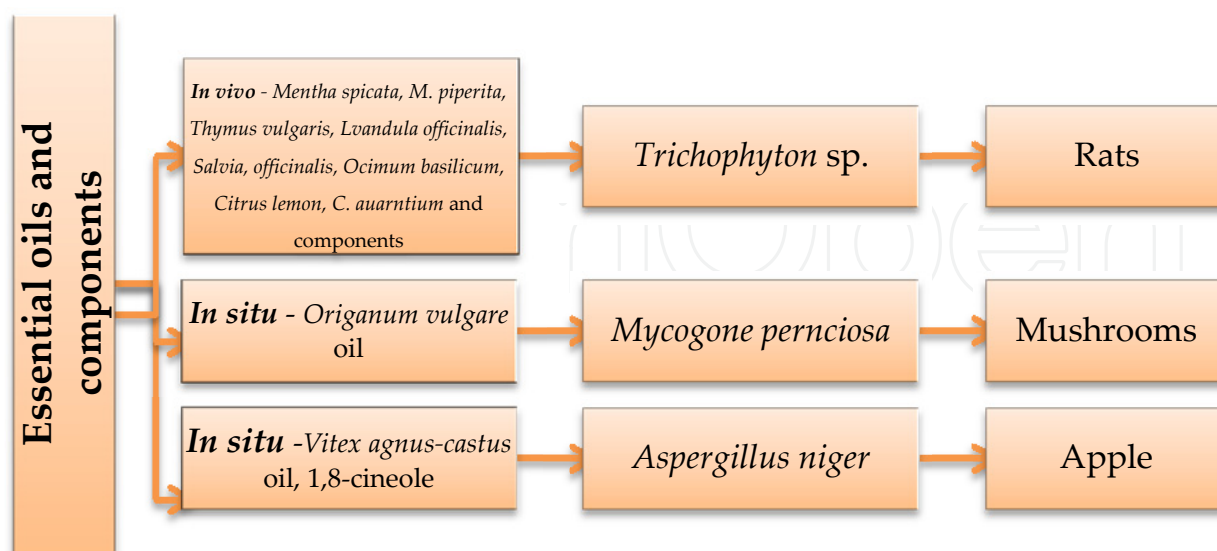 Essential oils and
components
In vivo - Mentha spicata, M. piperita,
Thymus vulgaris, Lvandula officinalis,
Salvia, officinalis, Ocimum basilicum,
Citrus lemon, C. auarntium and
components
Trichophyton sp.
Rats
In situ - Origanum vulgare
oil
Mycogone pernciosa
Mushrooms
In situ -Vitex agnus-castus
oil, 1,8-cineole
Aspergillus niger
Apple